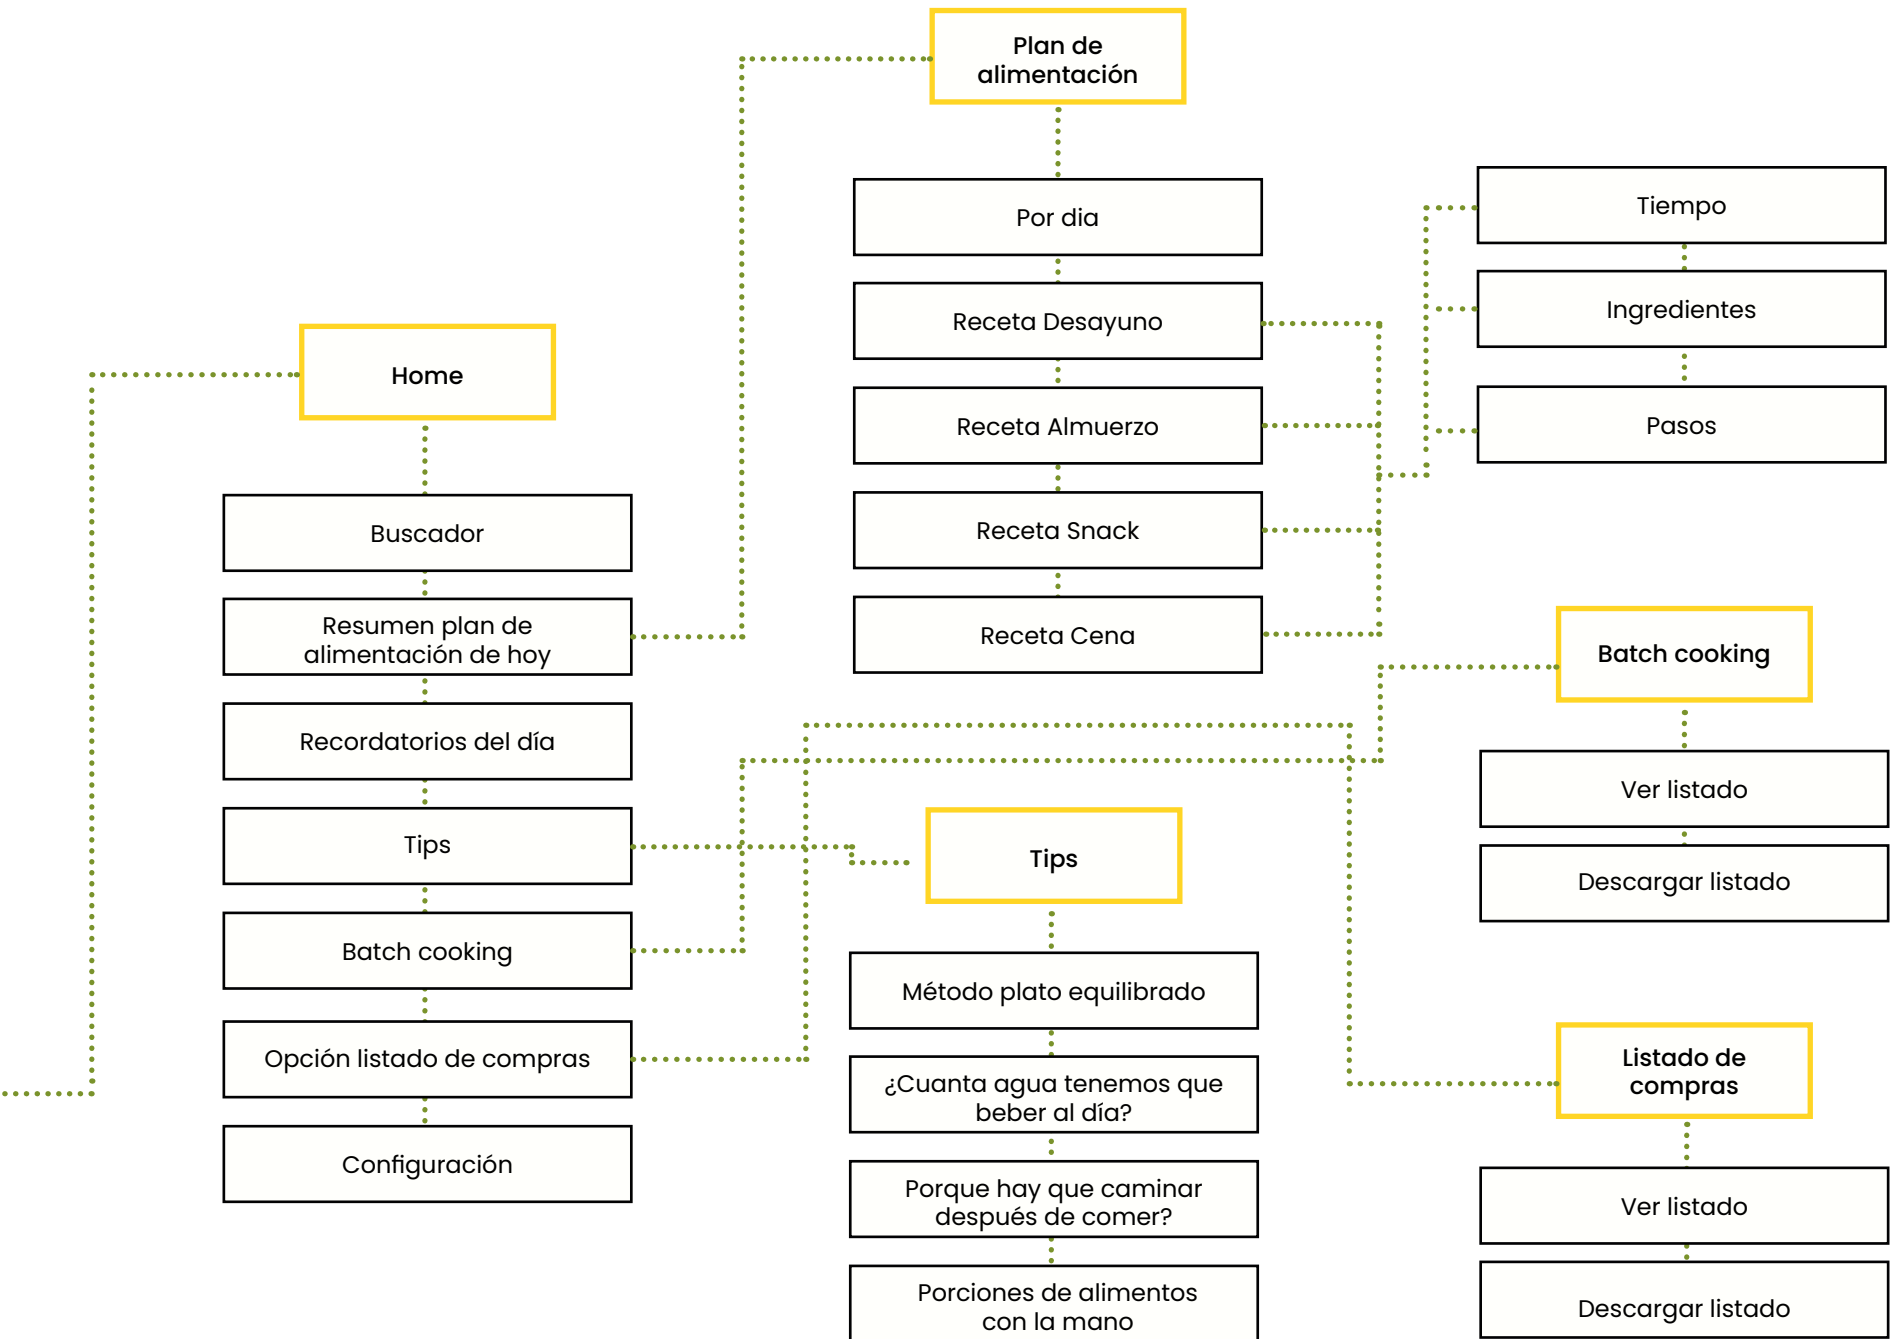 Plan de
alimentación
Por dia
Receta Desayuno
Receta Almuerzo
Receta Snack
Receta Cena
Tiempo
Ingredientes
Pasos
Home
Buscador
Resumen plan de
alimentación de hoy
Recordatorios del día
Tips
Batch cooking
Opción listado de compras
Configuración
Tips
Método plato equilibrado
¿Cuanta agua tenemos que
beber al día?
Porque hay que caminar
después de comer?
Porciones de alimentos
con la mano
Batch cooking
Ver listado
Descargar listado
Listado de
compras
Ver listado
Descargar listado